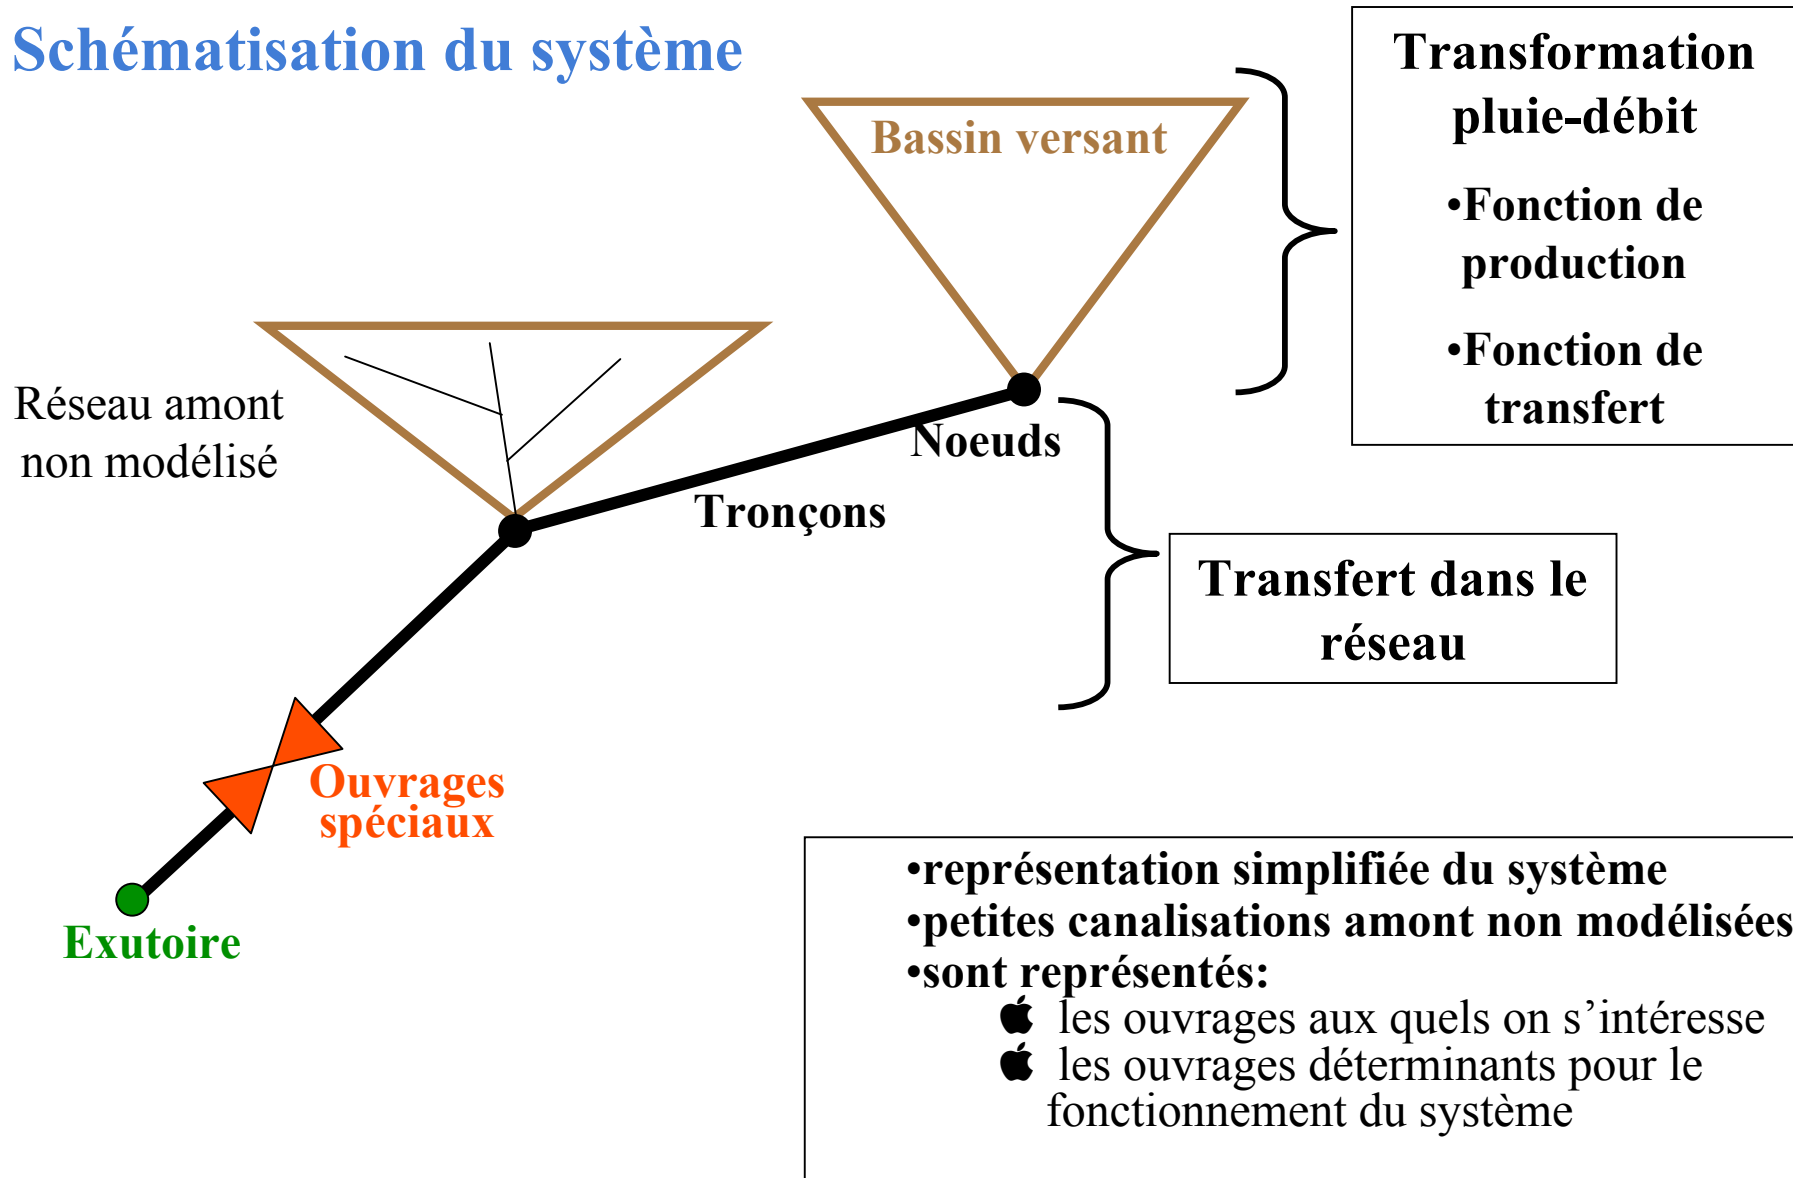 Schématisation du système
Transformation
pluie-débit
•Fonction de
production
•Fonction de
transfert
Bassin versant
Réseau amont
non modélisé
Noeuds
Tronçons
Transfert dans le
réseau
Ouvrages
spéciaux
Exutoire
•représentation simplifiée du système
•petites canalisations amont non modélisées
•sont représentés:
les ouvrages aux quels on s’intéresse
les ouvrages déterminants pour le
fonctionnement du système